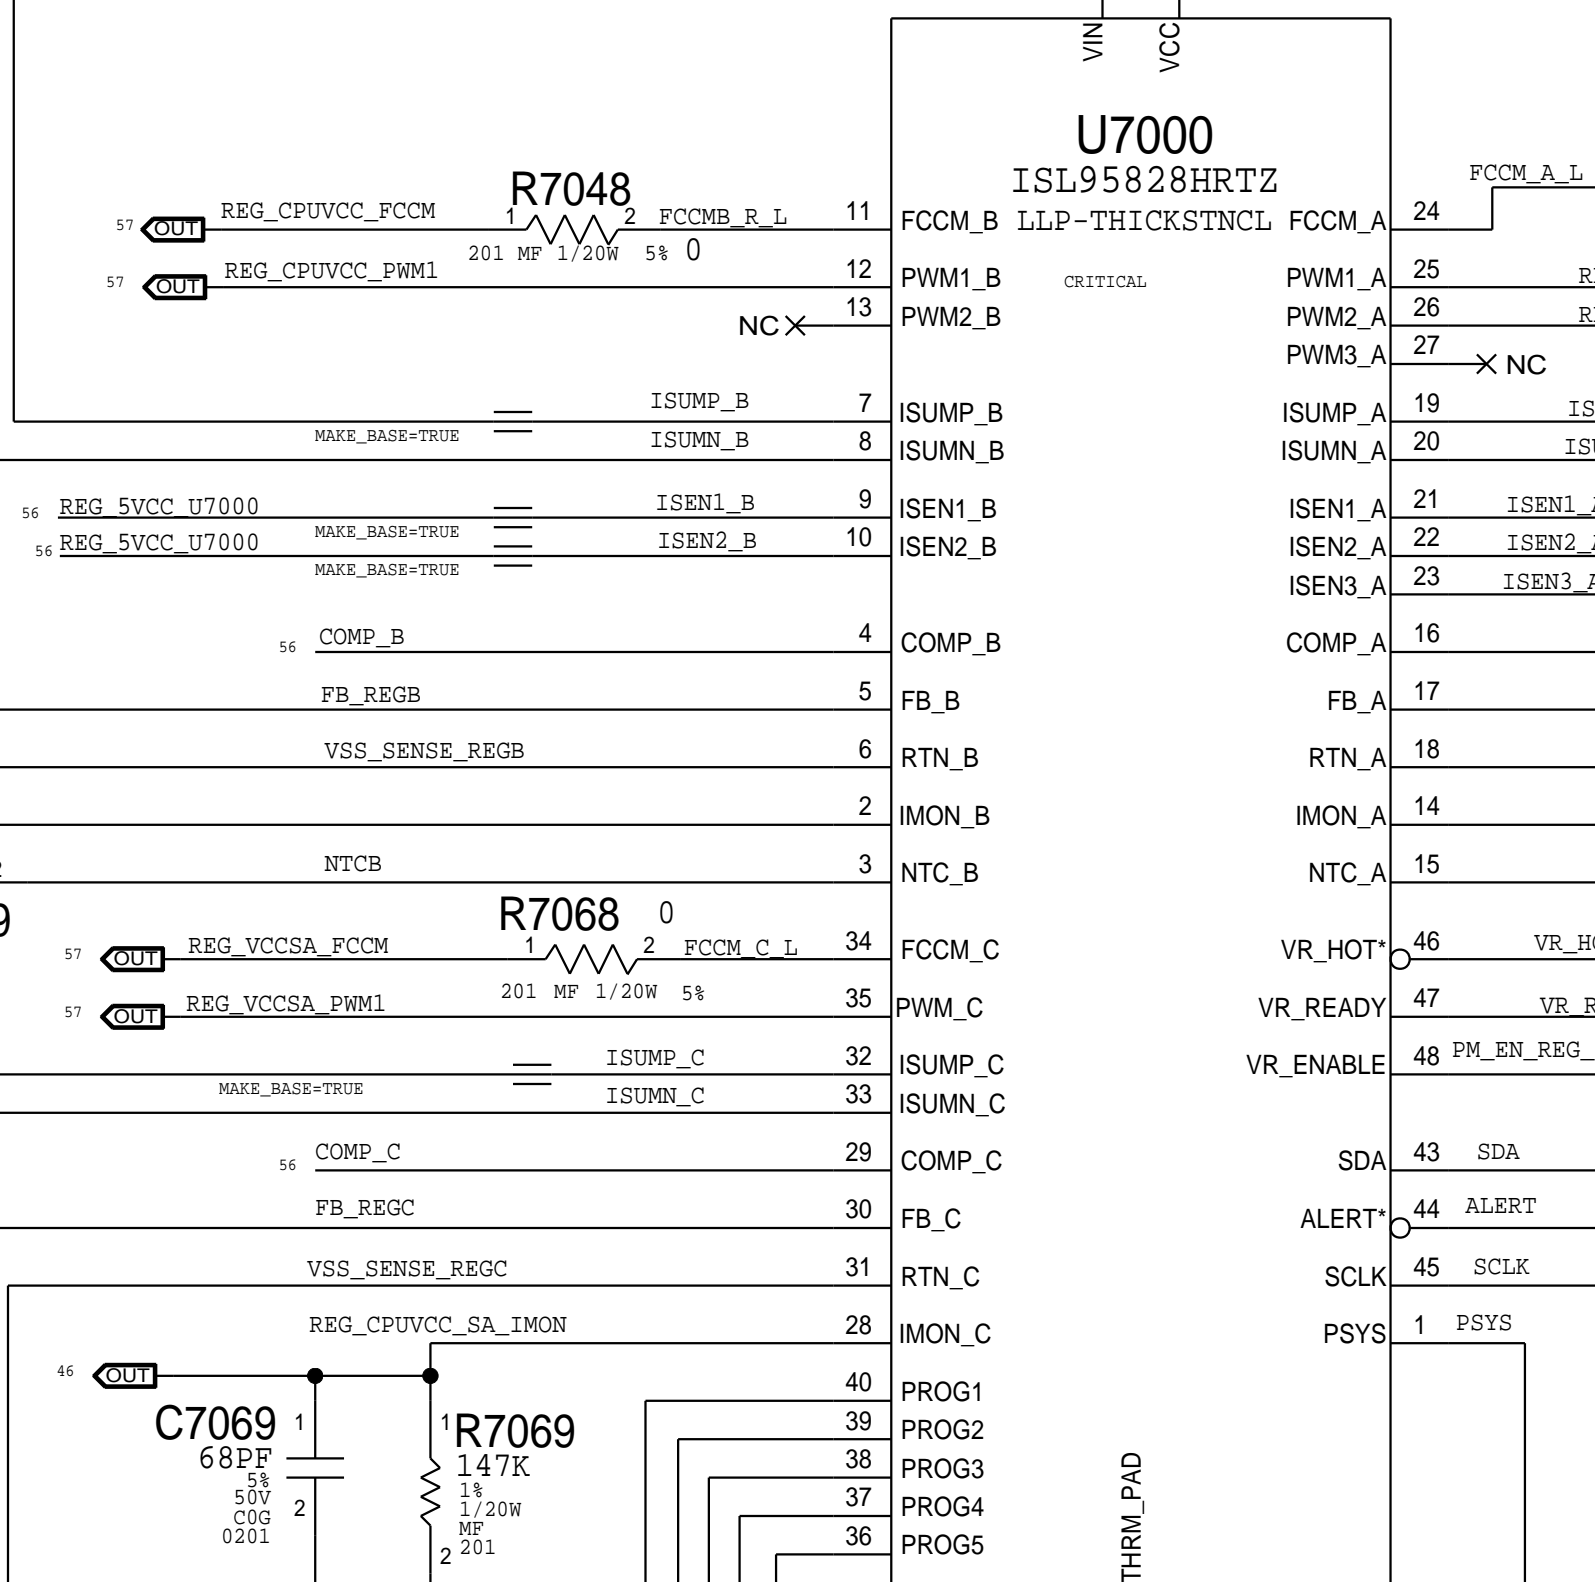 VIN
VCC
U7000
ISL95828HRTZ
LLP-THICKSTNCL
CRITICAL
THRM_PAD
57 OUT REG_CPUVCC_FCCM
R7048
1 2
201 MF 1/20W 5% 0
FCCMB_R_L 11 FCCM_B
57 OUT REG_CPUVCC_PWM1 12 PWM1_B
NC 13 PWM2_B
ISUMP_B 7 ISUMP_B
MAKE_BASE=TRUE
ISUMN_B 8 ISUMN_B
56 REG_5VCC_U7000 ISEN1_B 9 ISEN1_B
MAKE_BASE=TRUE
56 REG_5VCC_U7000 ISEN2_B 10 ISEN2_B
MAKE_BASE=TRUE
56 COMP_B 4 COMP_B
FB_REGB 5 FB_B
VSS_SENSE_REGB 6 RTN_B
2 IMON_B
NTCB 3 NTC_B
9
R7068 0
57 OUT REG_VCCSA_FCCM 1 2 FCCM_C_L 34 FCCM_C
201 MF 1/20W 5%
57 OUT REG_VCCSA_PWM1 35 PWM_C
ISUMP_C 32 ISUMP_C
MAKE_BASE=TRUE
ISUMN_C 33 ISUMN_C
56 COMP_C 29 COMP_C
FB_REGC 30 FB_C
VSS_SENSE_REGC 31 RTN_C
REG_CPUVCC_SA_IMON 28 IMON_C
46 OUT
40 PROG1
39 PROG2
38 PROG3
37 PROG4
36 PROG5
C7069 1
68PF
5%
50V
C0G
0201
2
1 R7069
147K
1%
1/20W
MF
201
2
FCCM_A 24 FCCM_A_L
PWM1_A 25
PWM2_A 26
PWM3_A 27 NC
ISUMP_A 19
ISUMN_A 20
ISEN1_A 21 ISEN1_A
ISEN2_A 22 ISEN2_A
ISEN3_A 23 ISEN3_A
COMP_A 16
FB_A 17
RTN_A 18
IMON_A 14
NTC_A 15
VR_HOT* 46 VR_HO
VR_READY 47 VR_R
VR_ENABLE 48 PM_EN_REG_
SDA 43 SDA
ALERT* 44 ALERT
SCLK 45 SCLK
PSYS 1 PSYS